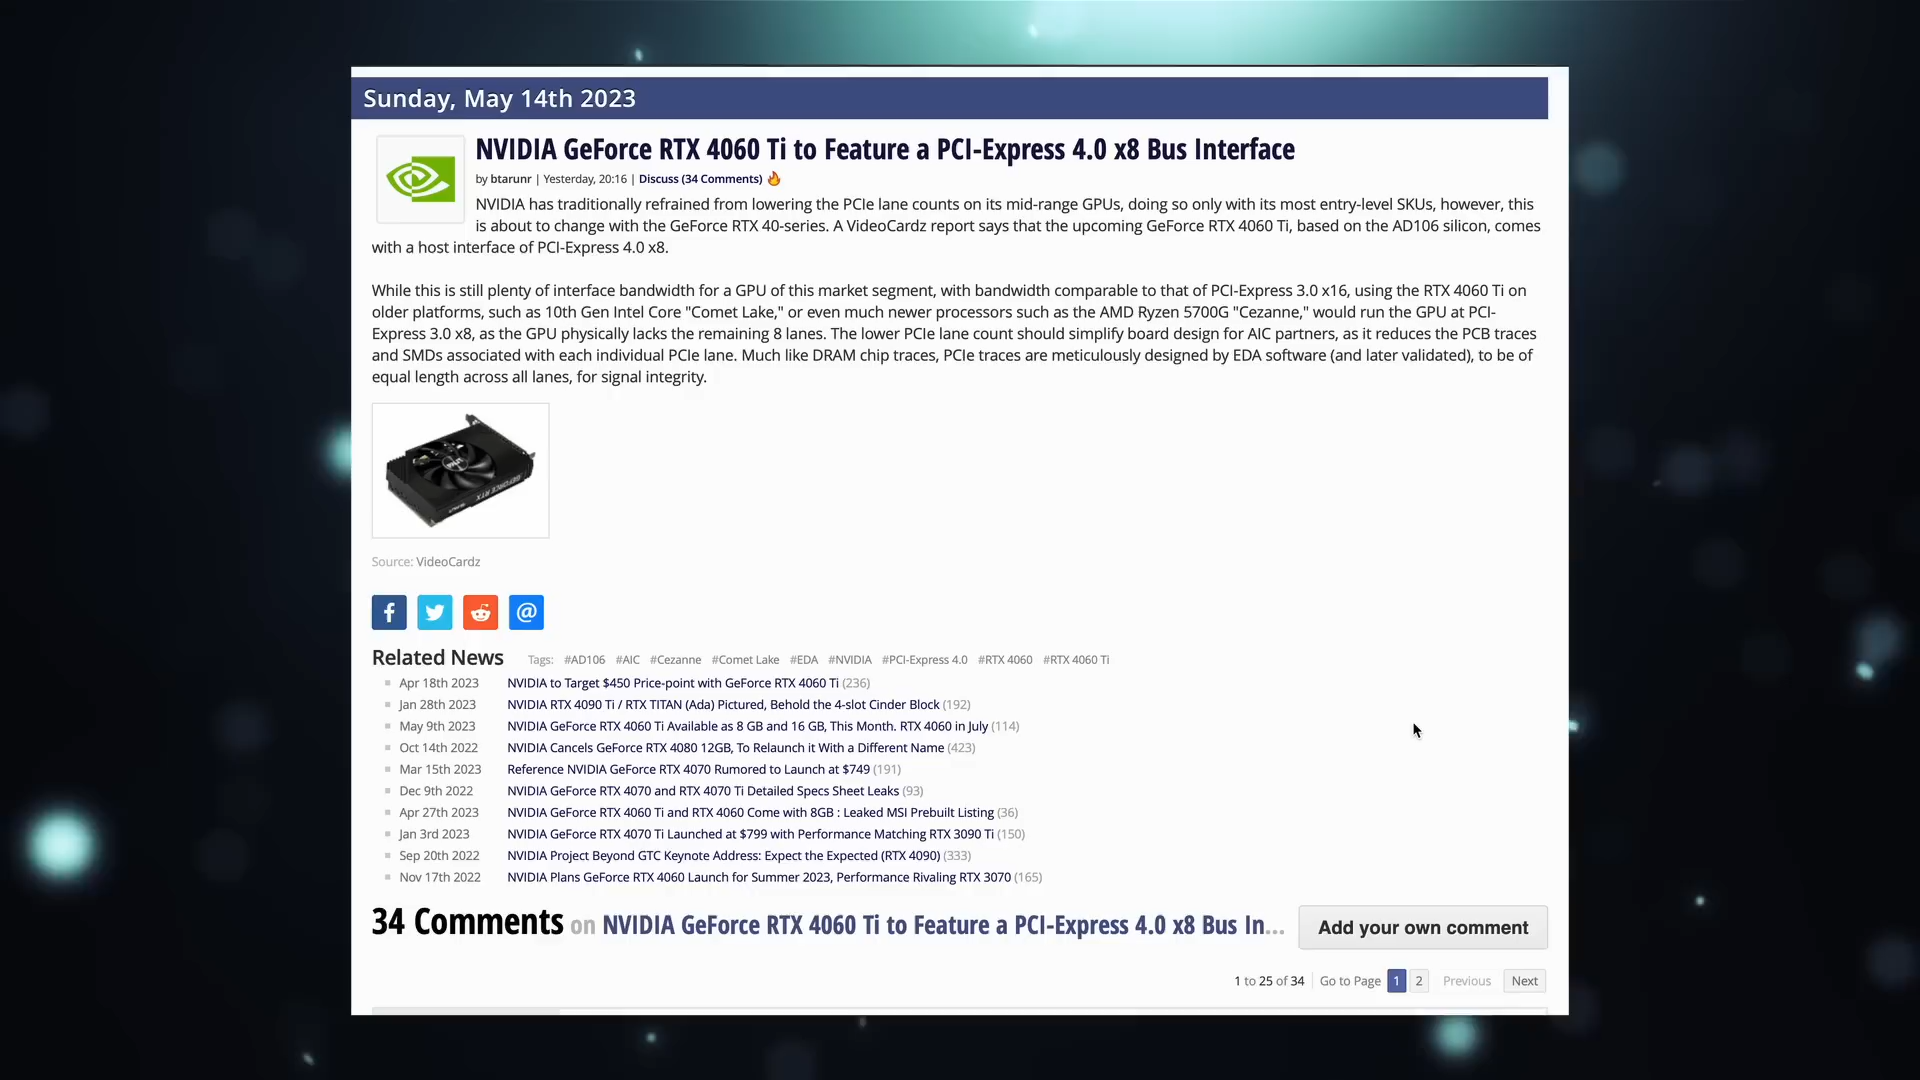 Sunday, May 14th 2023
NVIDIA GeForce RTX 4060 Ti to Feature a PCI-Express 4.0 x8 Bus Interface
by btarunr | Yesterday, 20:16 | Discuss (34 Comments)
NVIDIA has traditionally refrained from lowering the PCIe lane counts on its mid-range GPUs, doing so only with its most entry-level SKUs, however, this
is about to change with the GeForce RTX 40-series. A VideoCardz report says that the upcoming GeForce RTX 4060 Ti, based on the AD106 silicon, comes
with a host interface of PCI-Express 4.0 x8.
While this is still plenty of interface bandwidth for a GPU of this market segment, with bandwidth comparable to that of PCI-Express 3.0 x16, using the RTX 4060 Ti on
older platforms, such as 10th Gen Intel Core "Comet Lake," or even much newer processors such as the AMD Ryzen 5700G "Cezanne," would run the GPU at PCI-
Express 3.0 x8, as the GPU physically lacks the remaining 8 lanes. The lower PCIe lane count should simplify board design for AIC partners, as it reduces the PCB traces
and SMDs associated with each individual PCIe lane. Much like DRAM chip traces, PCIe traces are meticulously designed by EDA software (and later validated), to be of
equal length across all lanes, for signal integrity.
GEFORCE RTX
Source: VideoCardz
Related News Tags: #AD106 #AIC #Cezanne #Comet Lake #EDA #NVIDIA #PCI-Express 4.0 #RTX 4060 #RTX 4060 Ti
Apr 18th 2023 NVIDIA to Target $450 Price-point with GeForce RTX 4060 Ti (236)
Jan 28th 2023 NVIDIA RTX 4090 Ti / RTX TITAN (Ada) Pictured, Behold the 4-slot Cinder Block (192)
May 9th 2023 NVIDIA GeForce RTX 4060 Ti Available as 8 GB and 16 GB, This Month. RTX 4060 in July (114)
Oct 14th 2022 NVIDIA Cancels GeForce RTX 4080 12GB, To Relaunch it With a Different Name (423)
Mar 15th 2023 Reference NVIDIA GeForce RTX 4070 Rumored to Launch at $749 (191)
Dec 9th 2022 NVIDIA GeForce RTX 4070 and RTX 4070 Ti Detailed Specs Sheet Leaks (93)
Apr 27th 2023 NVIDIA GeForce RTX 4060 Ti and RTX 4060 Come with 8GB : Leaked MSI Prebuilt Listing (36)
Jan 3rd 2023 NVIDIA GeForce RTX 4070 Ti Launched at $799 with Performance Matching RTX 3090 Ti (150)
Sep 20th 2022 NVIDIA Project Beyond GTC Keynote Address: Expect the Expected (RTX 4090) (333)
Nov 17th 2022 NVIDIA Plans GeForce RTX 4060 Launch for Summer 2023, Performance Rivaling RTX 3070 (165)
34 Comments on NVIDIA GeForce RTX 4060 Ti to Feature a PCI-Express 4.0 x8 Bus In... Add your own comment
1 to 25 of 34 Go to Page 1 2 Previous Next